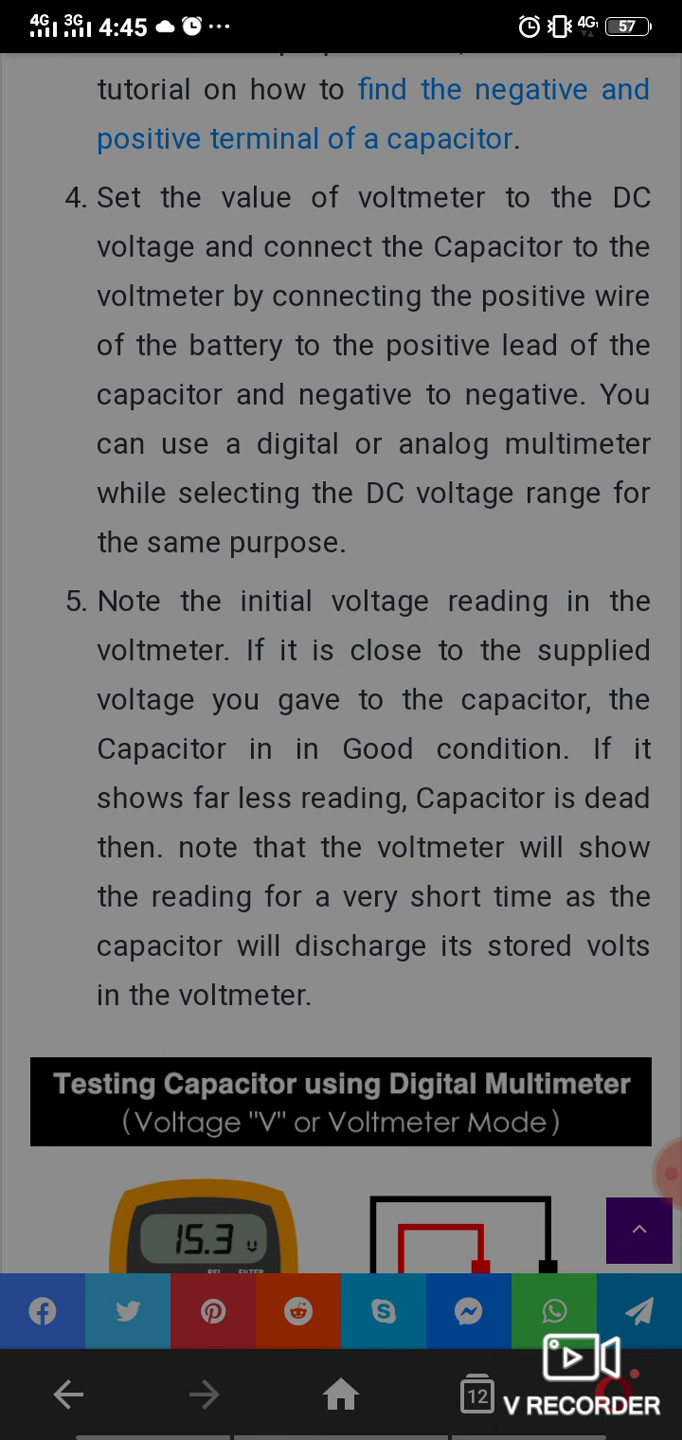 4G 3G 4:45 4G 57
tutorial on how to find the negative and
positive terminal of a capacitor.
4. Set the value of voltmeter to the DC
voltage and connect the Capacitor to the
voltmeter by connecting the positive wire
of the battery to the positive lead of the
capacitor and negative to negative. You
can use a digital or analog multimeter
while selecting the DC voltage range for
the same purpose.
5. Note the initial voltage reading in the
voltmeter. If it is close to the supplied
voltage you gave to the capacitor, the
Capacitor in in Good condition. If it
shows far less reading, Capacitor is dead
then. note that the voltmeter will show
the reading for a very short time as the
capacitor will discharge its stored volts
in the voltmeter.
Testing Capacitor using Digital Multimeter
(Voltage "V" or Voltmeter Mode)
15.3 v
12
V RECORDER